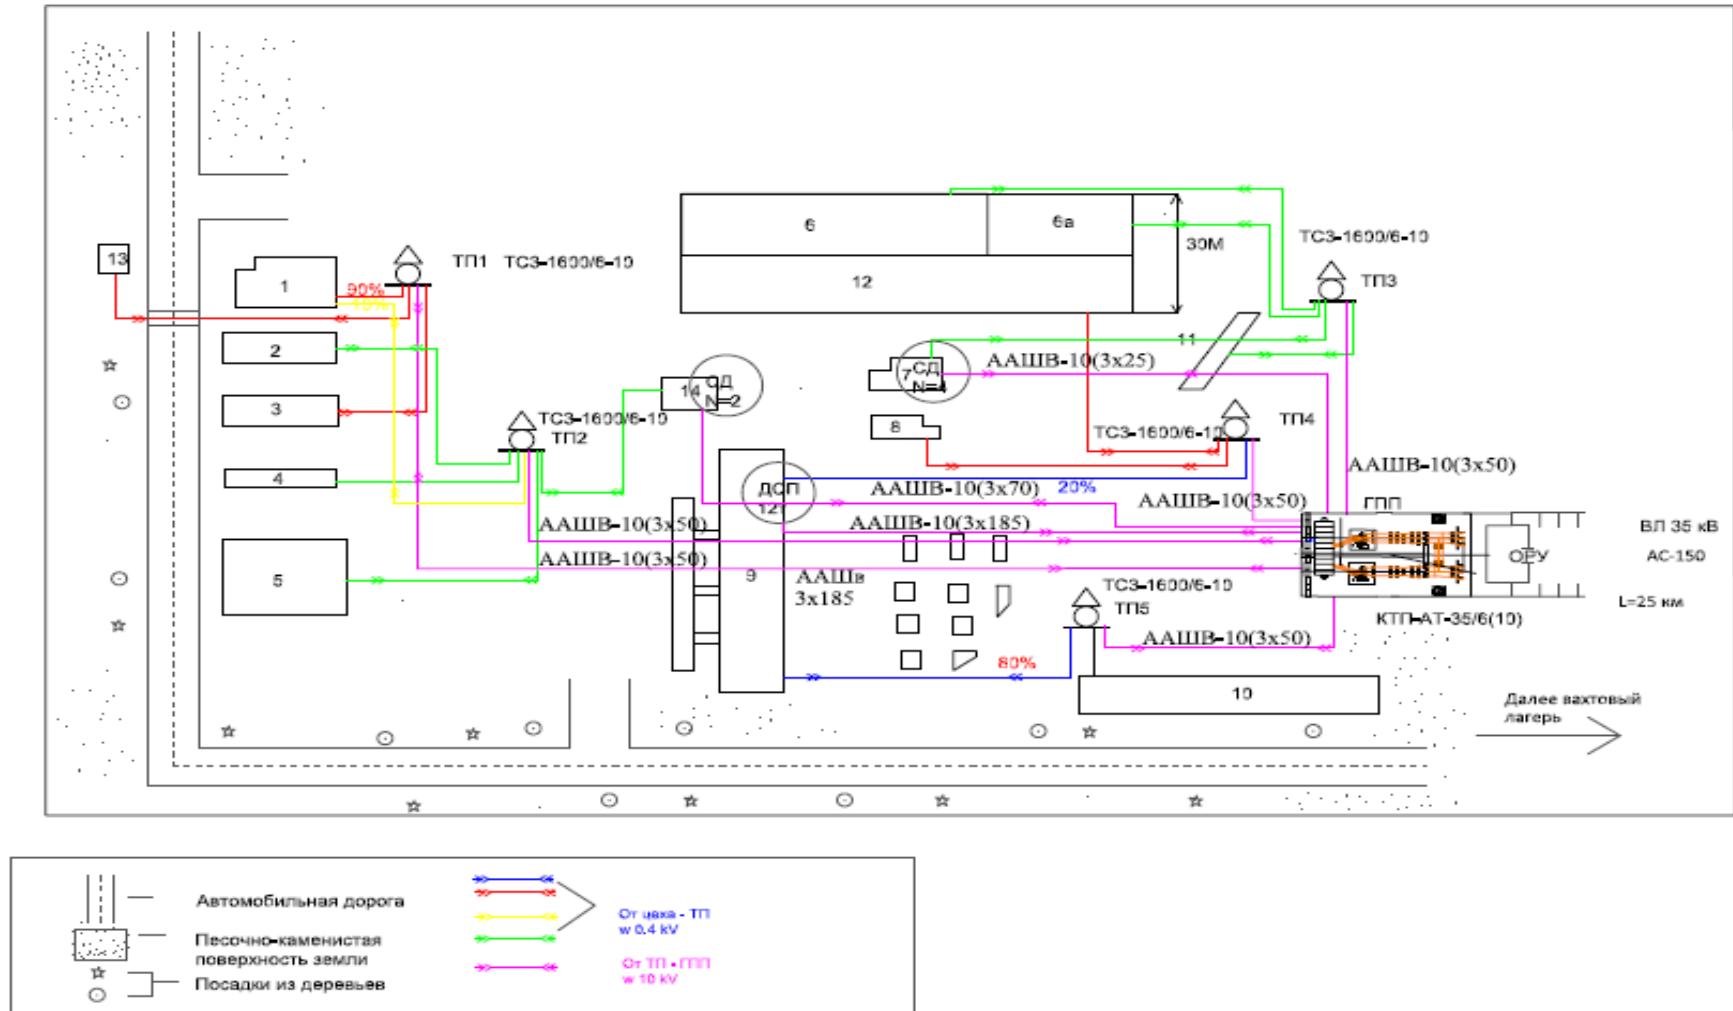 6
6а
ТСЗ-1600/6-10
30М
13
ТП1 ТСЗ-1600/6-10
ТП3
1
90%
12
11
2
ААШВ-10(3х25)
7
СД
N=4
14
СД
N=2
3
ТСЗ-1600/6-10
ТП2
8
ТСЗ-1600/6-10
ТП4
ААШВ-10(3х50)
4
ДСП
12т
ААШВ-10(3х70)
20%
ААШВ-10(3х50)
ГПП
ААШВ-10(3х50)
ААШВ-10(3х185)
ВЛ 35 кВ
ОРУ
АС-150
ААШВ-10(3х50)
5
9
ААШв
3х185
ТСЗ-1600/6-10
ТП5
L=25 км
КТП-АТ-35/6(10)
ААШВ-10(3х50)
80%
10
Далее вахтовый
лагерь
Автомобильная дорога
Песочно-каменистая
поверхность земли
Посадки из деревьев
От цеха - ТП
w 0.4 kV
От ТП - ГПП
w 10 kV